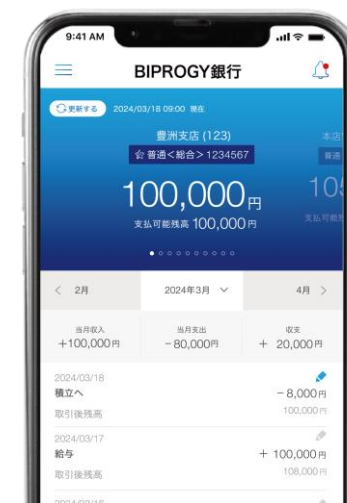 9:41 AM
BIPROGY銀行
更新する 2024/03/18 09:00 現在
豊洲支店 (123)
普通<総合> 1234567
100,000円
支払可能残高 100,000円
本店
普通
10
支払可能
< 2月 2024年3月 4月 >
当月収入 当月支出 収支
+100,000円 -80,000円 + 20,000円
2024/03/18
積立へ - 8,000円
取引後残高 100,000円
2024/03/17
給与 + 100,000円
取引後残高 108,000円